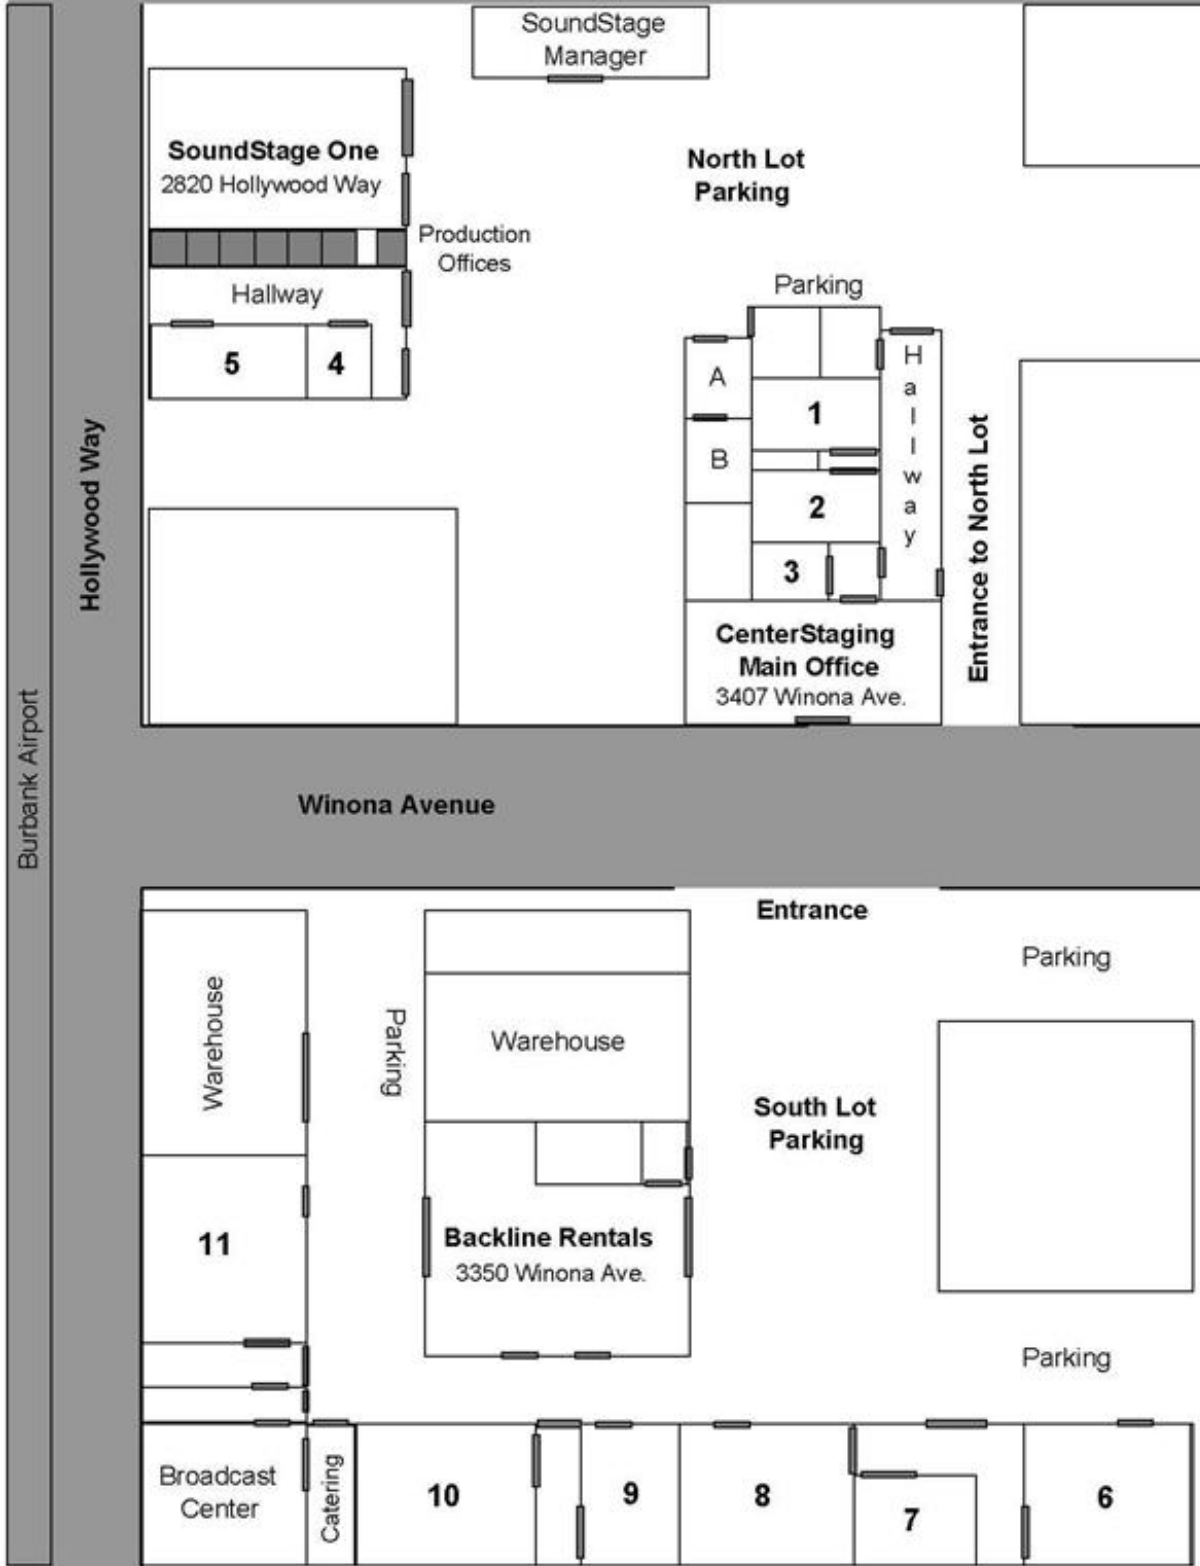 SoundStage
Manager
SoundStage One
2820 Hollywood Way
North Lot
Parking
Production
Offices
Hallway
5
4
Parking
A
B
1
2
3
Hallway
CenterStaging
Main Office
3407 Winona Ave.
Entrance to North Lot
Hollywood Way
Burbank Airport
Winona Avenue
Entrance
Parking
Warehouse
Parking
Warehouse
South Lot
Parking
11
Backline Rentals
3350 Winona Ave.
Parking
Broadcast
Center
Catering
10
9
8
7
6